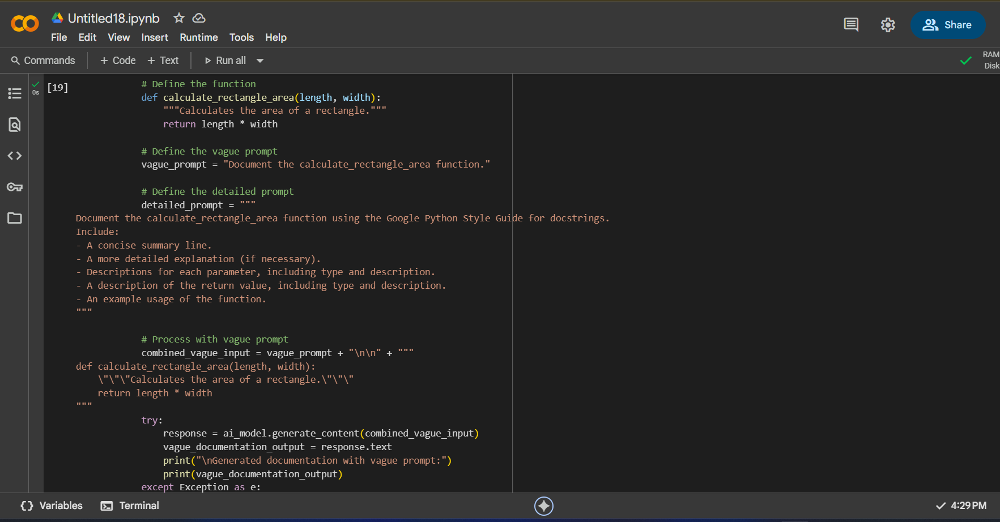 Untitled18.ipynb
File Edit View Insert Runtime Tools Help
Share
Commands + Code + Text Run all
RAM
Disk
0s
[19]
# Define the function
def calculate_rectangle_area(length, width):
    """Calculates the area of a rectangle."""
    return length * width
# Define the vague prompt
vague_prompt = "Document the calculate_rectangle_area function."
# Define the detailed prompt
detailed_prompt = """
Document the calculate_rectangle_area function using the Google Python Style Guide for docstrings.
Include:
- A concise summary line.
- A more detailed explanation (if necessary).
- Descriptions for each parameter, including type and description.
- A description of the return value, including type and description.
- An example usage of the function.
"""
# Process with vague prompt
combined_vague_input = vague_prompt + "\n\n" + """
def calculate_rectangle_area(length, width):
    \"\"\"Calculates the area of a rectangle.\"\"\"
    return length * width
"""
try:
    response = ai_model.generate_content(combined_vague_input)
    vague_documentation_output = response.text
    print("\nGenerated documentation with vague prompt:")
    print(vague_documentation_output)
except Exception as e:
Variables Terminal
4:29 PM